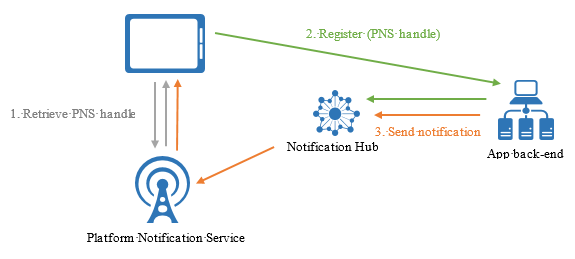 2. Register (PNS handle)
1. Retrieve PNS handle
3. Send notification
Notification Hub
App back-end
Platform Notification Service